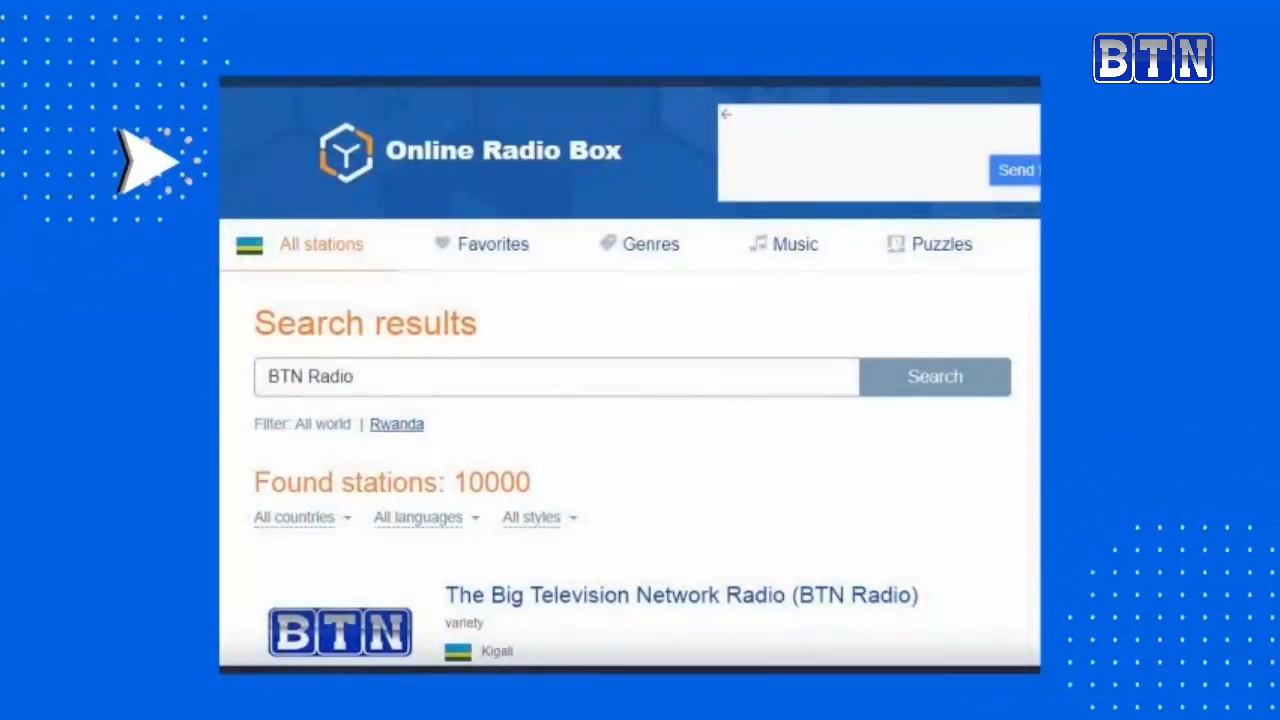 BTN
Online Radio Box
Send
All stations Favorites Genres Music Puzzles
Search results
BTN Radio Search
Filter: All world | Rwanda
Found stations: 10000
All countries All languages All styles
The Big Television Network Radio (BTN Radio)
variety
BTN Kigali